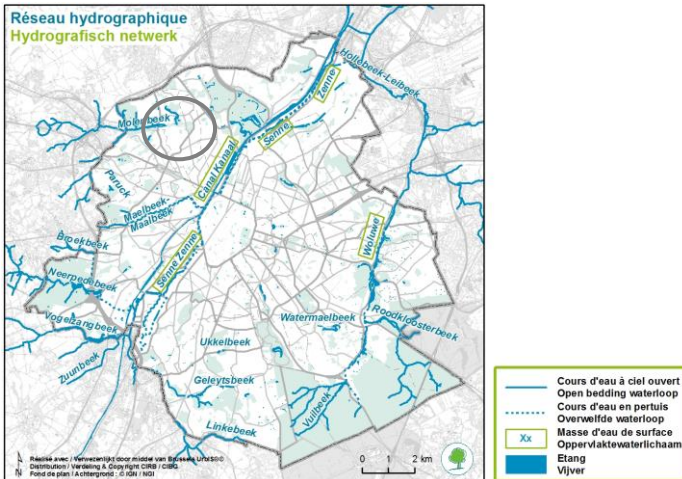 Réseau hydrographique
Hydrografisch netwerk
Hollebeek-Leibeek
Zenne
Molenbeek
Senne
Canal Kanaal
Paruck
Maelbeek
Maalbeek
Woluwe
Broekbeek
Senne Zenne
Neerpedebeek
Vogelzangbeek
Watermaelbeek
Roodkloosterbeek
Ukkelbeek
Zuunbeek
Geleytsbeek
Vuilbeek
Linkebeek
N
Réalisé avec / Verwezenlijkt door middel van Brussels UrbIS®©
Distribution / Verdeling & Copyright CIRB / CIBG
Fond de plan / Achtergrond : © IGN / NGI
0 1 2 km
Cours d'eau à ciel ouvert
Open bedding waterloop
Cours d'eau en pertuis
Overwelfde waterloop
Xx
Masse d'eau de surface
Oppervlaktewaterlichaam
Etang
Vijver